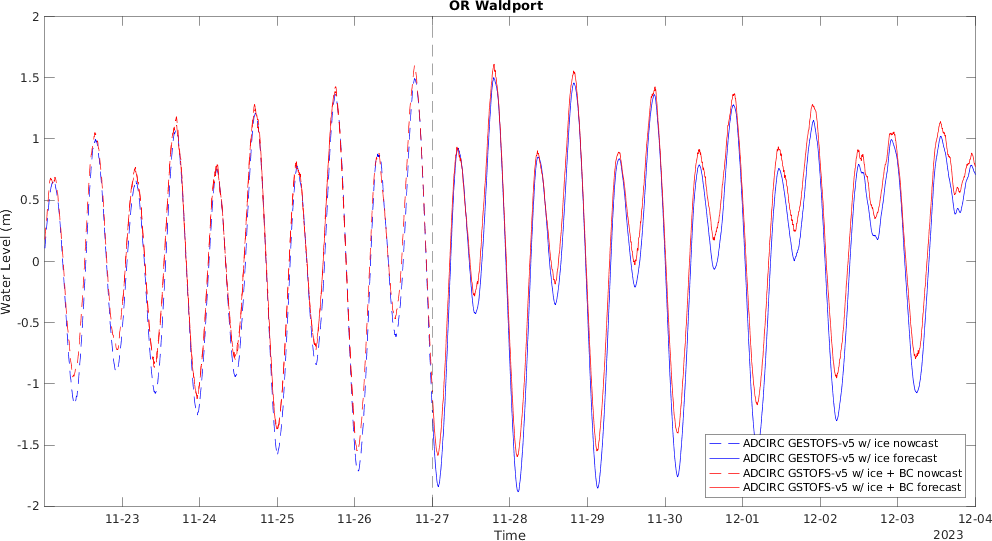 OR Waldport
2
1.5
1
0.5
0
-0.5
-1
-1.5
-2
Water Level (m)
ADCIRC GESTOFS-v5 w/ ice nowcast
ADCIRC GESTOFS-v5 w/ ice forecast
ADCIRC GSTOFS-v5 w/ ice + BC nowcast
ADCIRC GSTOFS-v5 w/ ice + BC forecast
11-23 11-24 11-25 11-26 11-27 11-28 11-29 11-30 12-01 12-02 12-03 12-04
Time
2023